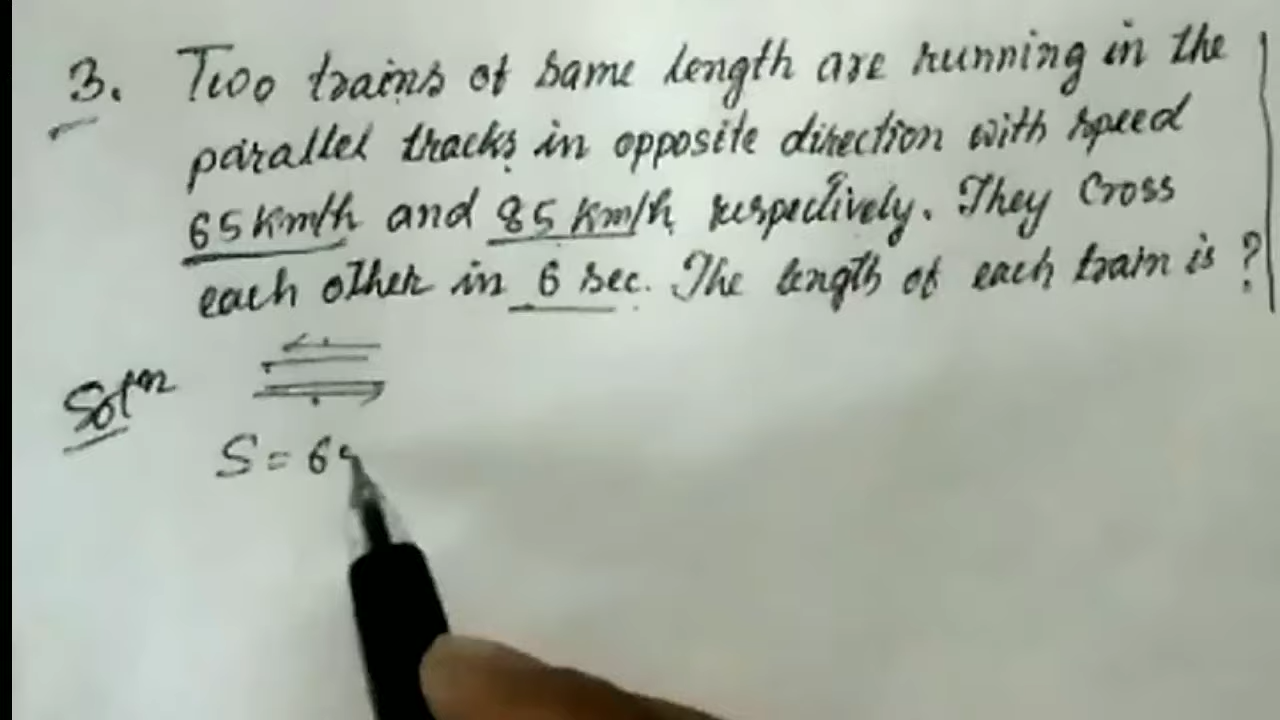 3. Two trains of same length are running in the
parallel tracks in opposite direction with speed
65 Km/h and 85 Km/h respectively. They Cross
each other in 6 sec. The length of each train is ?
Soln
S = 65